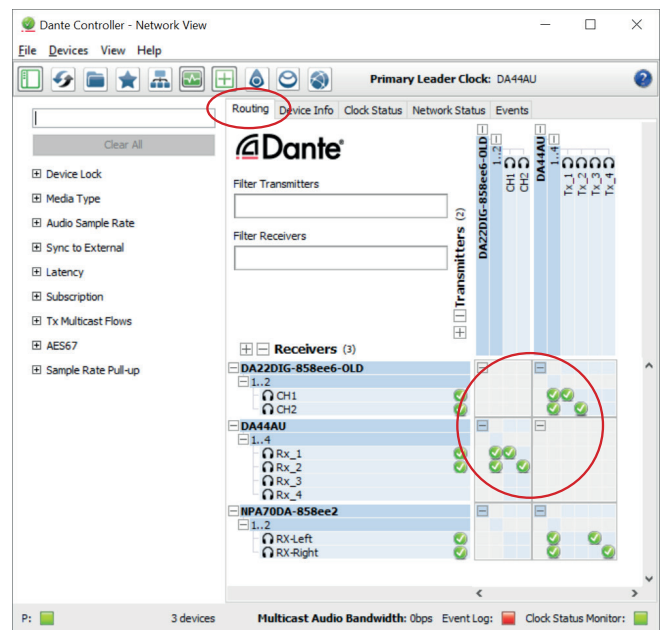 Dante Controller - Network View
File Devices View Help
Primary Leader Clock: DA44AU
?
Routing Device Info Clock Status Network Status Events
Clear All
Device Lock
Media Type
Audio Sample Rate
Sync to External
Latency
Subscription
Tx Multicast Flows
AES67
Sample Rate Pull-up
Dante
Filter Transmitters
Filter Receivers
Transmitters (2)
DA22DIG-858ee6-OLD
1..2
CH1
CH2
DA44AU
1..4
Tx_1
Tx_2
Tx_3
Tx_4
Receivers (3)
DA22DIG-858ee6-OLD
1..2
CH1
CH2
DA44AU
1..4
Rx_1
Rx_2
Rx_3
Rx_4
NPA70DA-858ee2
1..2
RX-Left
RX-Right
P: 3 devices Multicast Audio Bandwidth: 0bps Event Log: Clock Status Monitor: